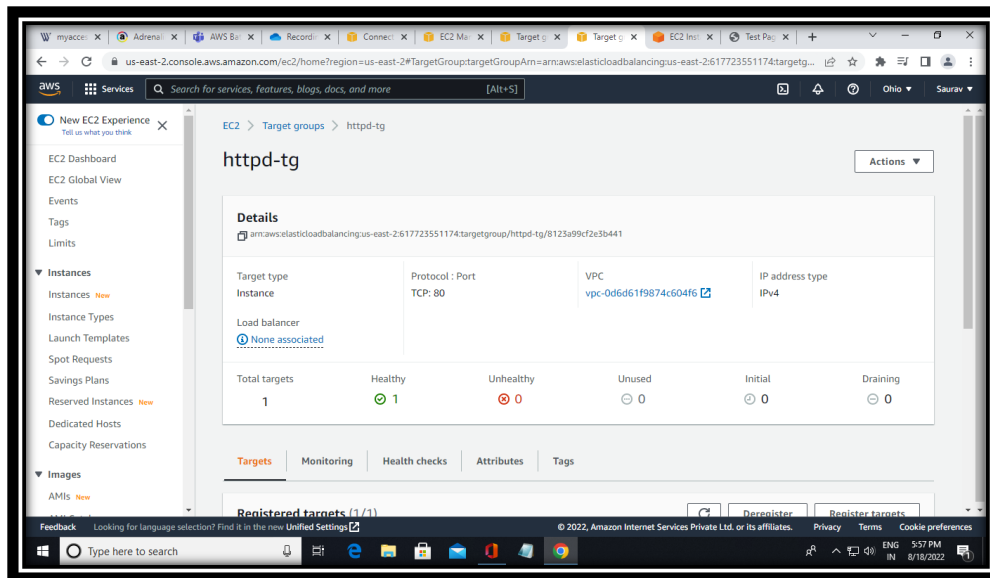 myacces Adrenali AWS Bat Recordin Connect EC2 Man Target g Target g EC2 Inst Test Pag
us-east-2.console.aws.amazon.com/ec2/home?region=us-east-2#TargetGroup:targetGroupArn=arn:aws:elasticloadbalancing:us-east-2:617723551174:targetg...
aws Services Search for services, features, blogs, docs, and more [Alt+S] Ohio ▼ Saurav ▼
New EC2 Experience
Tell us what you think
EC2 Dashboard
EC2 Global View
Events
Tags
Limits
Instances
Instances New
Instance Types
Launch Templates
Spot Requests
Savings Plans
Reserved Instances New
Dedicated Hosts
Capacity Reservations
Images
AMIs New
EC2 > Target groups > httpd-tg
httpd-tg
Actions ▼
Details
arn:aws:elasticloadbalancing:us-east-2:617723551174:targetgroup/httpd-tg/8123a99cf2e3b441
Target type Protocol : Port VPC IP address type
Instance TCP: 80 vpc-0d6d61f9874c604f6 IPv4
Load balancer
None associated
Total targets Healthy Unhealthy Unused Initial Draining
1 1 0 0 0 0
Targets Monitoring Health checks Attributes Tags
Registered targets (1/1) Deregister Register targets
Feedback Looking for language selection? Find it in the new Unified Settings © 2022, Amazon Internet Services Private Ltd. or its affiliates. Privacy Terms Cookie preferences
Type here to search ENG 5:57 PM
IN 8/18/2022